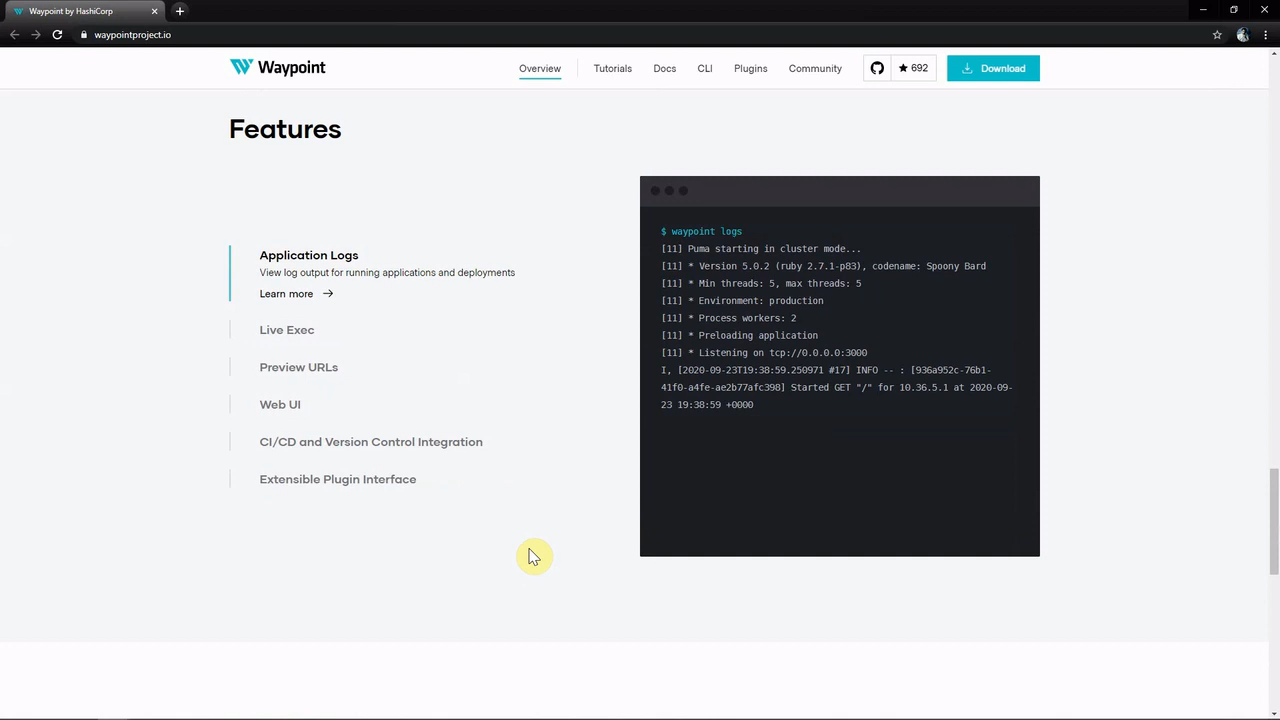 Waypoint by HashiCorp
waypointproject.io
Waypoint
Overview
Tutorials
Docs
CLI
Plugins
Community
692
Download
Features
Application Logs
View log output for running applications and deployments
Learn more
Live Exec
Preview URLs
Web UI
CI/CD and Version Control Integration
Extensible Plugin Interface
$ waypoint logs
[11] Puma starting in cluster mode...
[11] * Version 5.0.2 (ruby 2.7.1-p83), codename: Spoony Bard
[11] * Min threads: 5, max threads: 5
[11] * Environment: production
[11] * Process workers: 2
[11] * Preloading application
[11] * Listening on tcp://0.0.0.0:3000
I, [2020-09-23T19:38:59.250971 #17] INFO -- : [936a952c-76b1-
41f0-a4fe-ae2b77afc398] Started GET "/" for 10.36.5.1 at 2020-09-
23 19:38:59 +0000